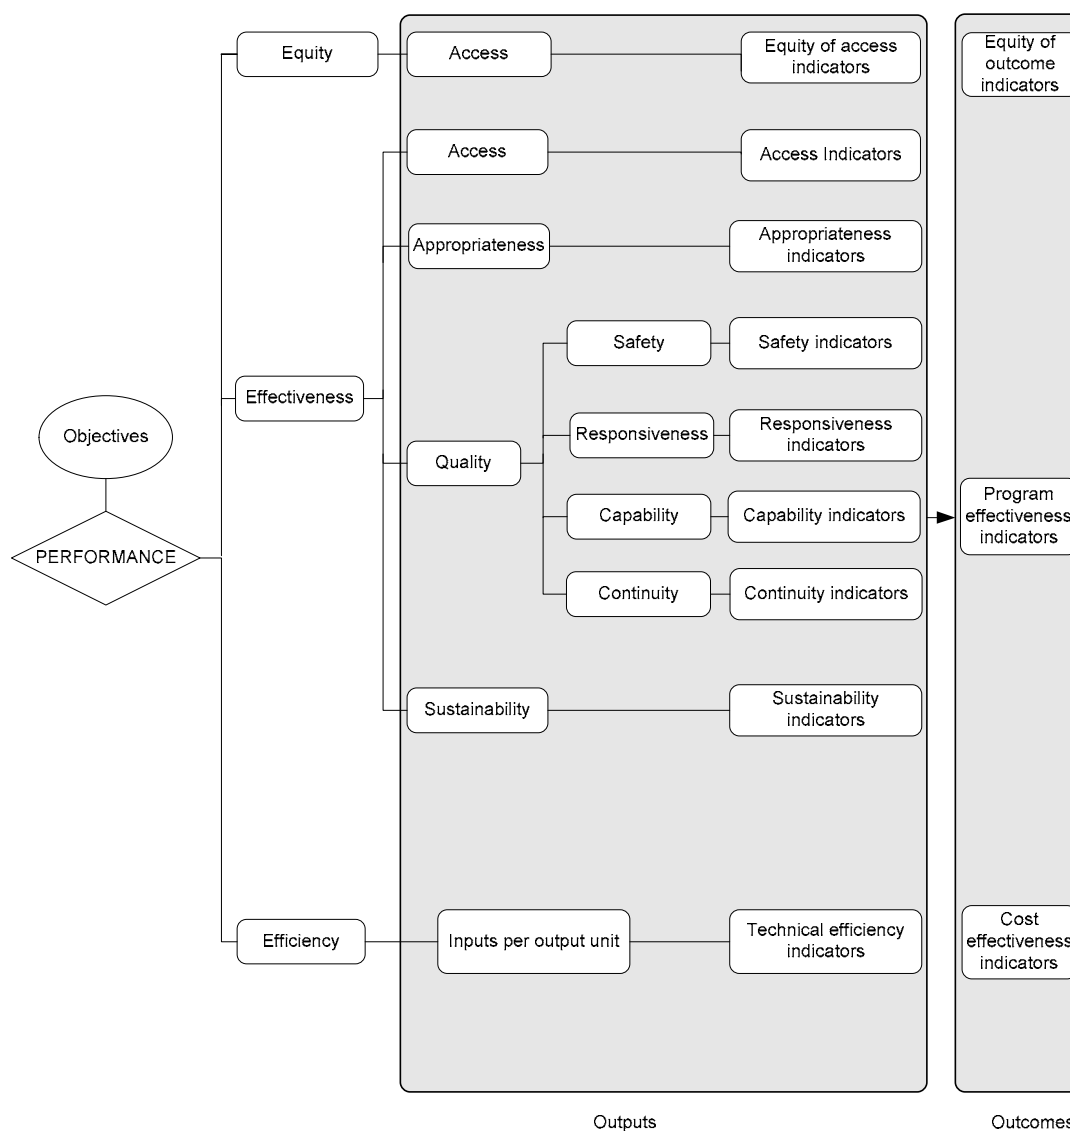 Equity
Access
Equity of access
indicators
Equity of
outcome
indicators
Access
Access Indicators
Appropriateness
Appropriateness
indicators
Safety
Safety indicators
Effectiveness
Objectives
Responsiveness
Responsiveness
indicators
Quality
Program
effectiveness
indicators
Capability
Capability indicators
PERFORMANCE
Continuity
Continuity indicators
Sustainability
Sustainability
indicators
Efficiency
Inputs per output unit
Technical efficiency
indicators
Cost
effectiveness
indicators
Outputs
Outcomes